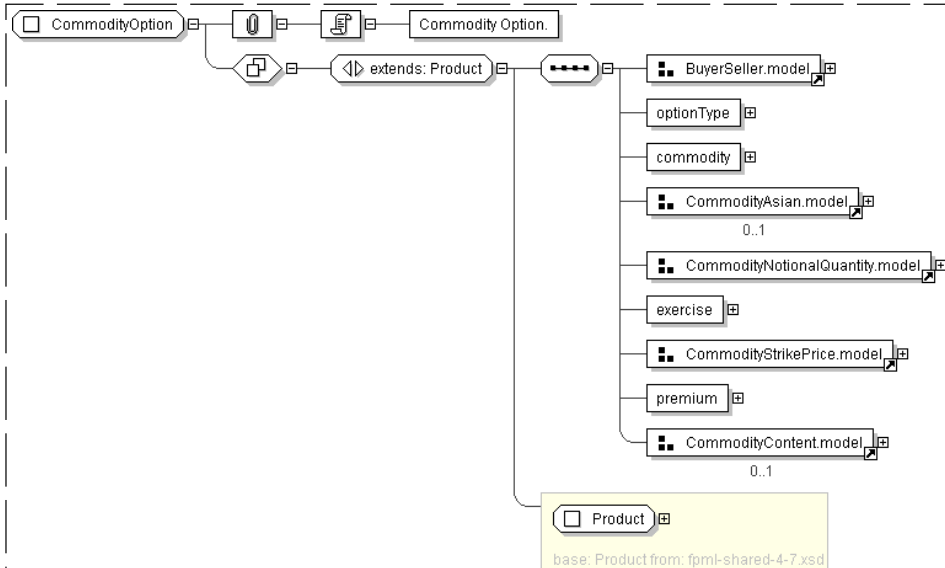 CommodityOption
Commodity Option.
extends: Product
BuyerSeller.model
optionType
commodity
CommodityAsian.model
0..1
CommodityNotionalQuantity.model
exercise
CommodityStrikePrice.model
premium
CommodityContent.model
0..1
Product
base: Product from: fpml-shared-4-7.xsd